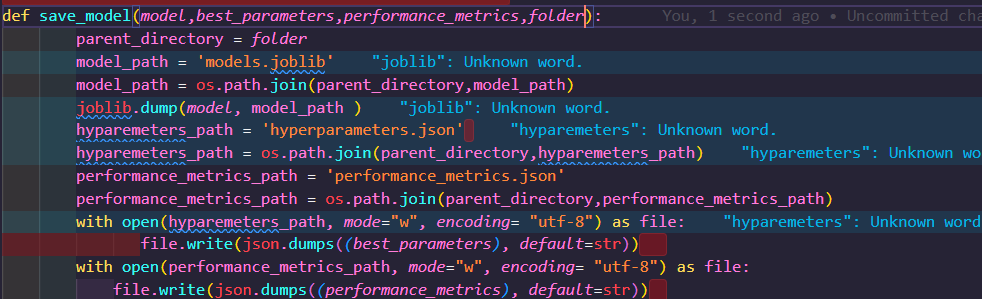 def save_model(model,best_parameters,performance_metrics,folder):     You, 1 second ago • Uncommitted cha
        parent_directory = folder
        model_path = 'models.joblib'    "joblib": Unknown word.
        model_path = os.path.join(parent_directory,model_path)
        joblib.dump(model, model_path )    "joblib": Unknown word.
        hyparemeters_path = 'hyperparameters.json'    "hyparemeters": Unknown word.
        hyparemeters_path = os.path.join(parent_directory,hyparemeters_path)    "hyparemeters": Unknown wo
        performance_metrics_path = 'performance_metrics.json'
        performance_metrics_path = os.path.join(parent_directory,performance_metrics_path)
        with open(hyparemeters_path, mode="w", encoding= "utf-8") as file:    "hyparemeters": Unknown word
               file.write(json.dumps((best_parameters), default=str))
        with open(performance_metrics_path, mode="w", encoding= "utf-8") as file:
            file.write(json.dumps((performance_metrics), default=str))